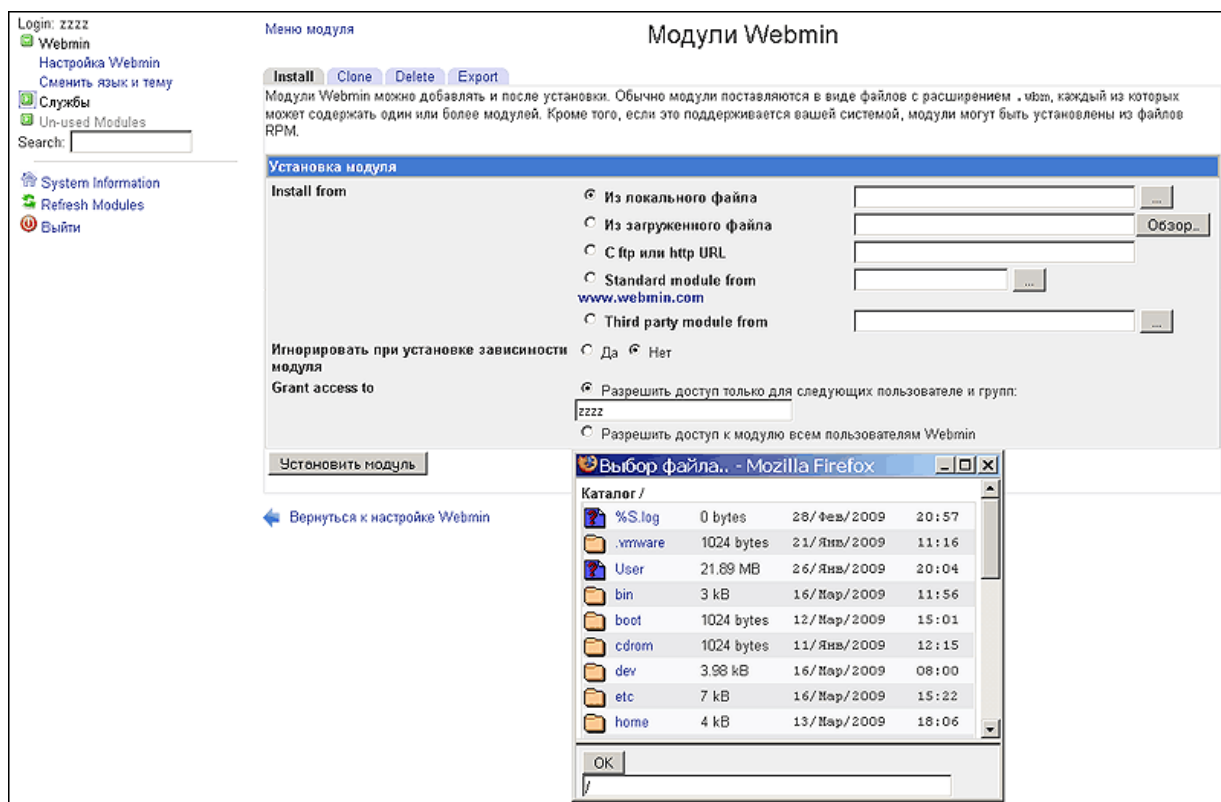 Login: zzzz
Webmin
Настройка Webmin
Сменить язык и тему
Службы
Un-used Modules
Search:
System Information
Refresh Modules
Выйти
Меню модуля
Модули Webmin
Install Clone Delete Export
Модули Webmin можно добавлять и после установки. Обычно модули поставляются в виде файлов с расширением .wbm, каждый из которых
может содержать один или более модулей. Кроме того, если это поддерживается вашей системой, модули могут быть установлены из файлов
RPM.
Установка модуля
Install from
Из локального файла ...
Из загруженного файла Обзор...
С ftp или http URL
Standard module from ...
www.webmin.com
Third party module from ...
Игнорировать при установке зависимости Да Нет
модуля
Grant access to Разрешить доступ только для следующих пользователе и групп:
zzzz
Разрешить доступ к модулю всем пользователям Webmin
Установить модуль
Вернуться к настройке Webmin
Выбор файла.. - Mozilla Firefox
Каталог /
%S.log 0 bytes 28/Фев/2009 20:57
.vmware 1024 bytes 21/Янв/2009 11:16
User 21.89 MB 26/Янв/2009 20:04
bin 3 kB 16/Мар/2009 11:56
boot 1024 bytes 12/Мар/2009 15:01
cdrom 1024 bytes 11/Янв/2009 12:15
dev 3.98 kB 16/Мар/2009 08:00
etc 7 kB 16/Мар/2009 15:22
home 4 kB 13/Мар/2009 18:06
OK
/